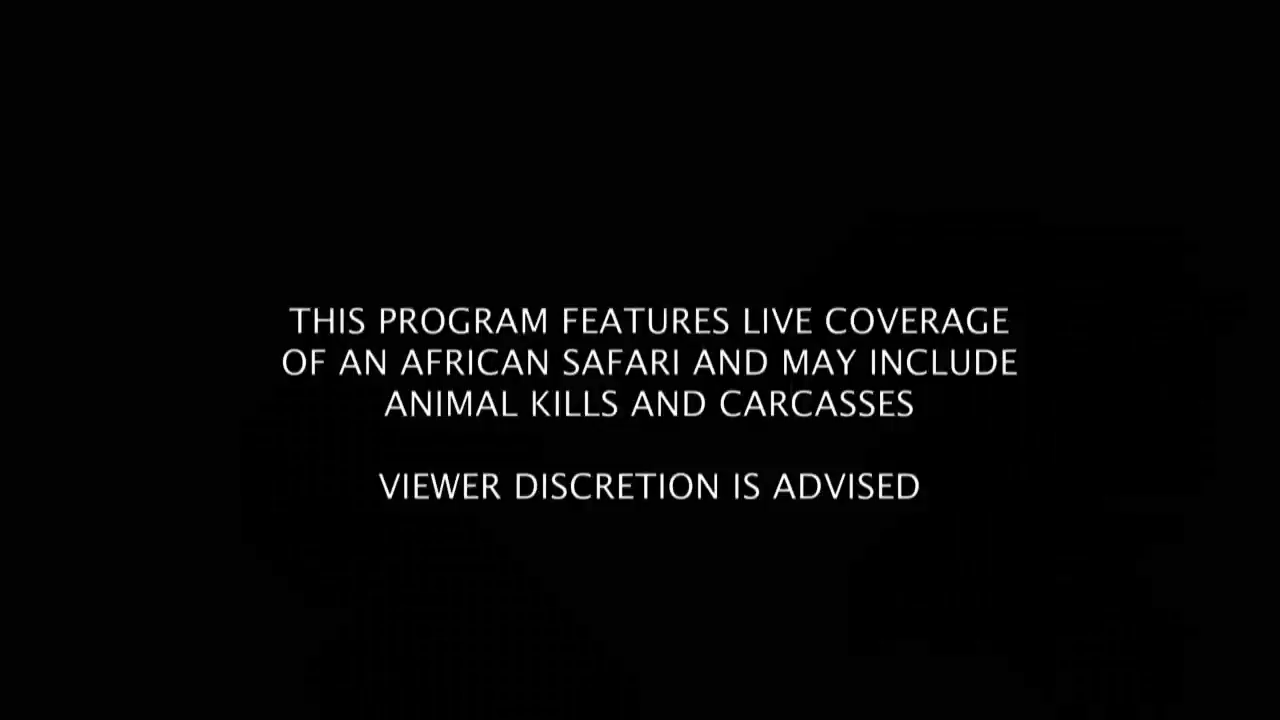 THIS PROGRAM FEATURES LIVE COVERAGE
OF AN AFRICAN SAFARI AND MAY INCLUDE
ANIMAL KILLS AND CARCASSES
VIEWER DISCRETION IS ADVISED